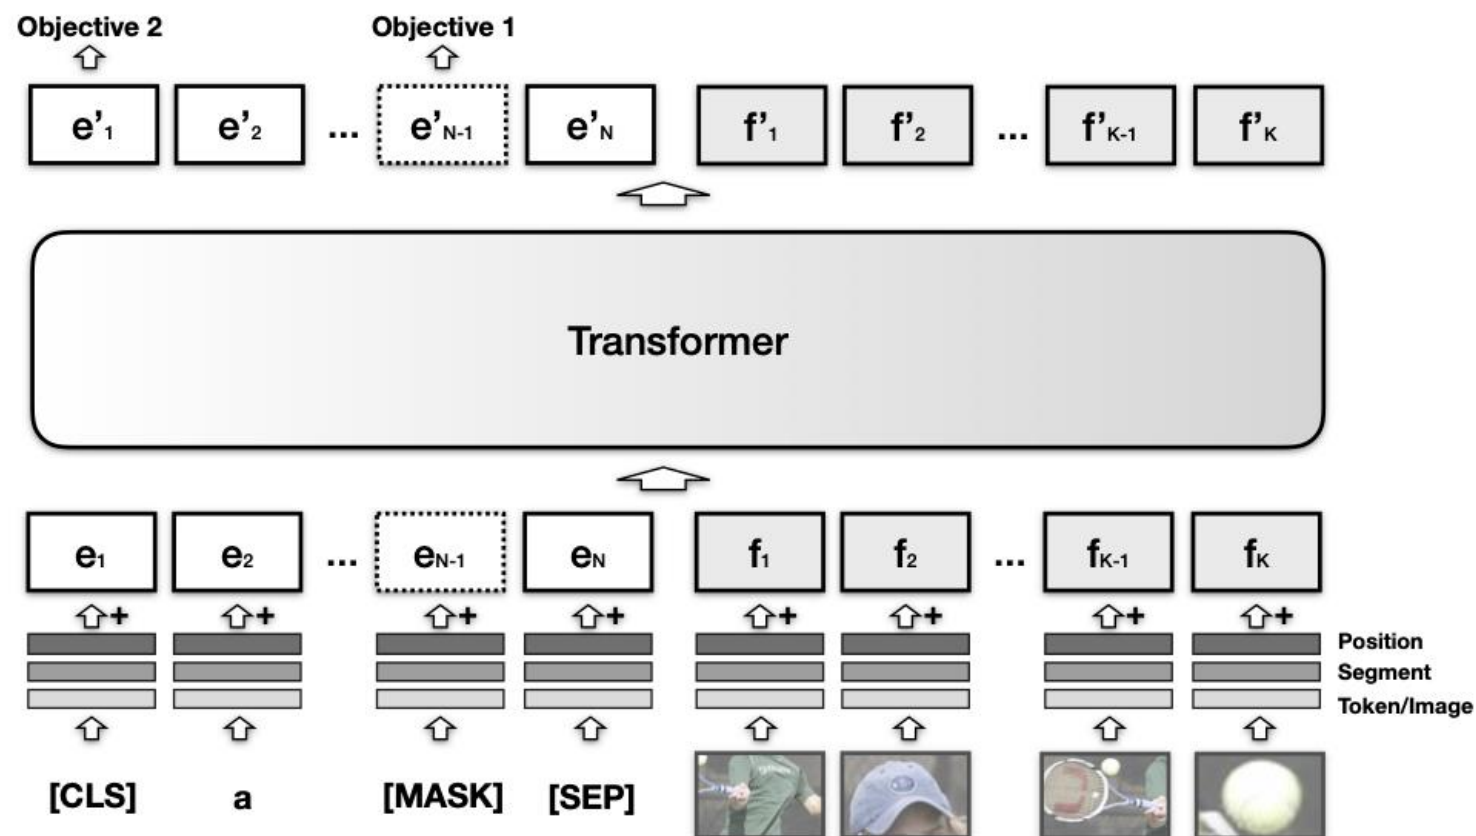 Objective 2 Objective 1
e'1 e'2 ... e'N-1 e'N f'1 f'2 ... f'K-1 f'K
Transformer
e1 e2 ... eN-1 eN f1 f2 ... fK-1 fK
+ + + + + + + +
Position
Segment
Token/Image
[CLS] a [MASK] [SEP]